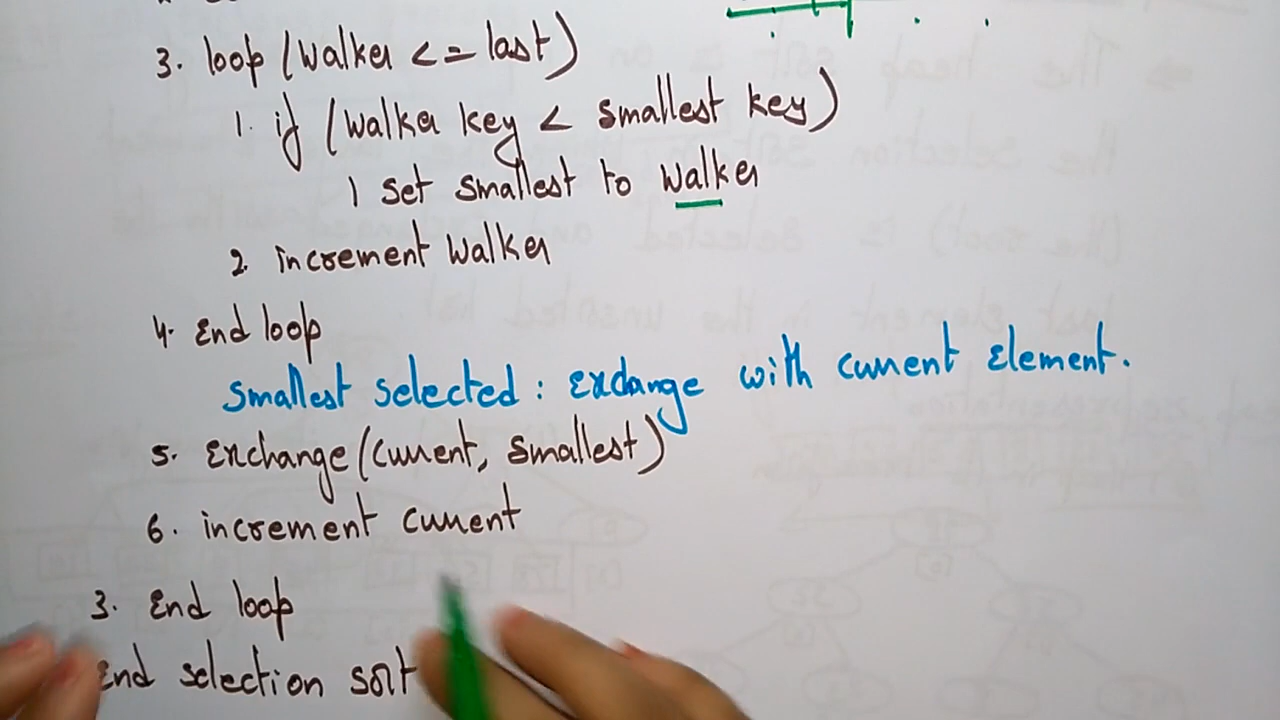 3. loop (walker <= last)
1. if (walker key < smallest key)
1 set smallest to walker
2. increment walker
4. End loop
smallest selected : Exchange with current Element.
5. Exchange (current, smallest)
6. increment current
3. End loop
End selection sort